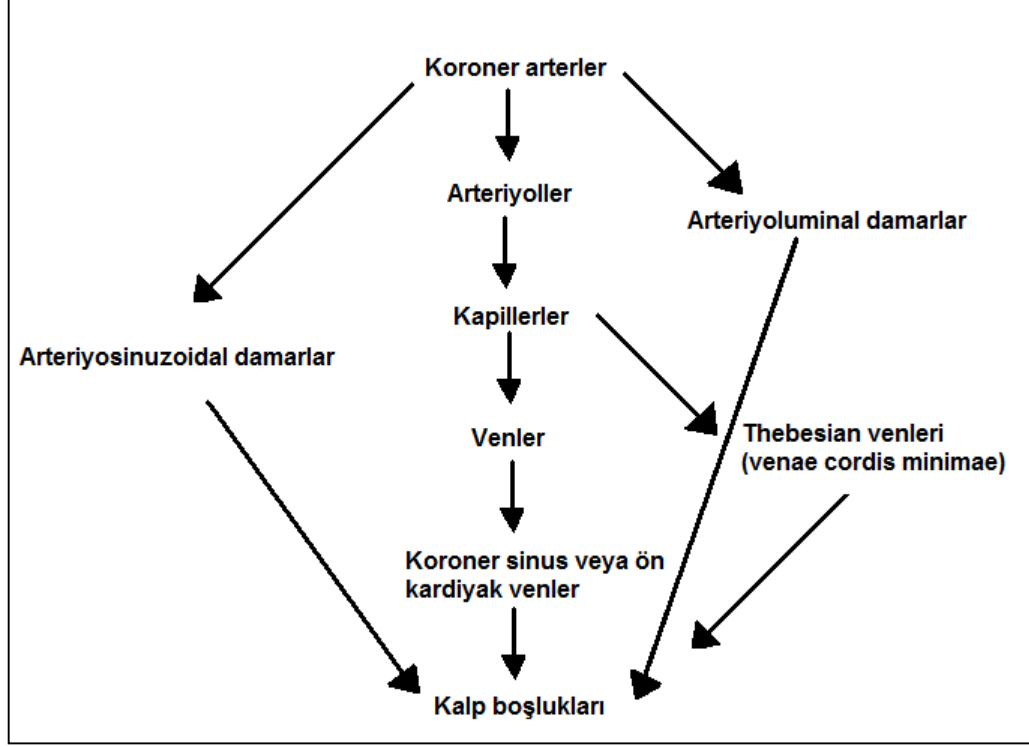 Koroner arterler
Arteriyoller
Arteriyoluminal damarlar
Kapillerler
Arteriyosinuzoidal damarlar
Venler
Thebesian venleri
(venae cordis minimae)
Koroner sinus veya ön
kardiyak venler
Kalp boşlukları